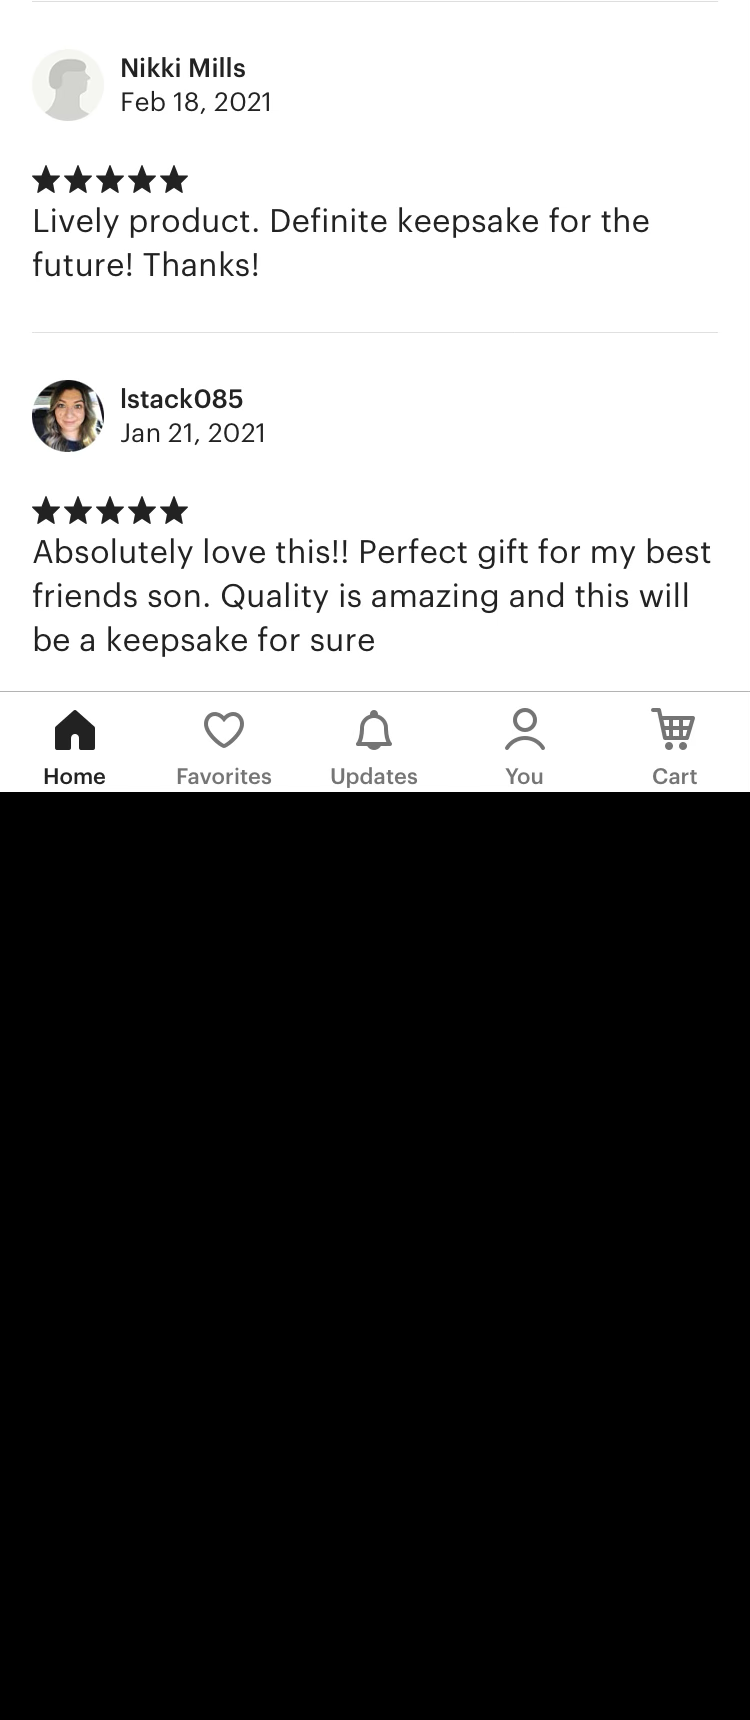 Nikki Mills
Feb 18, 2021
Lively product. Definite keepsake for the
future! Thanks!
lstack085
Jan 21, 2021
Absolutely love this!! Perfect gift for my best
friends son. Quality is amazing and this will
be a keepsake for sure
Home
Favorites
Updates
You
Cart